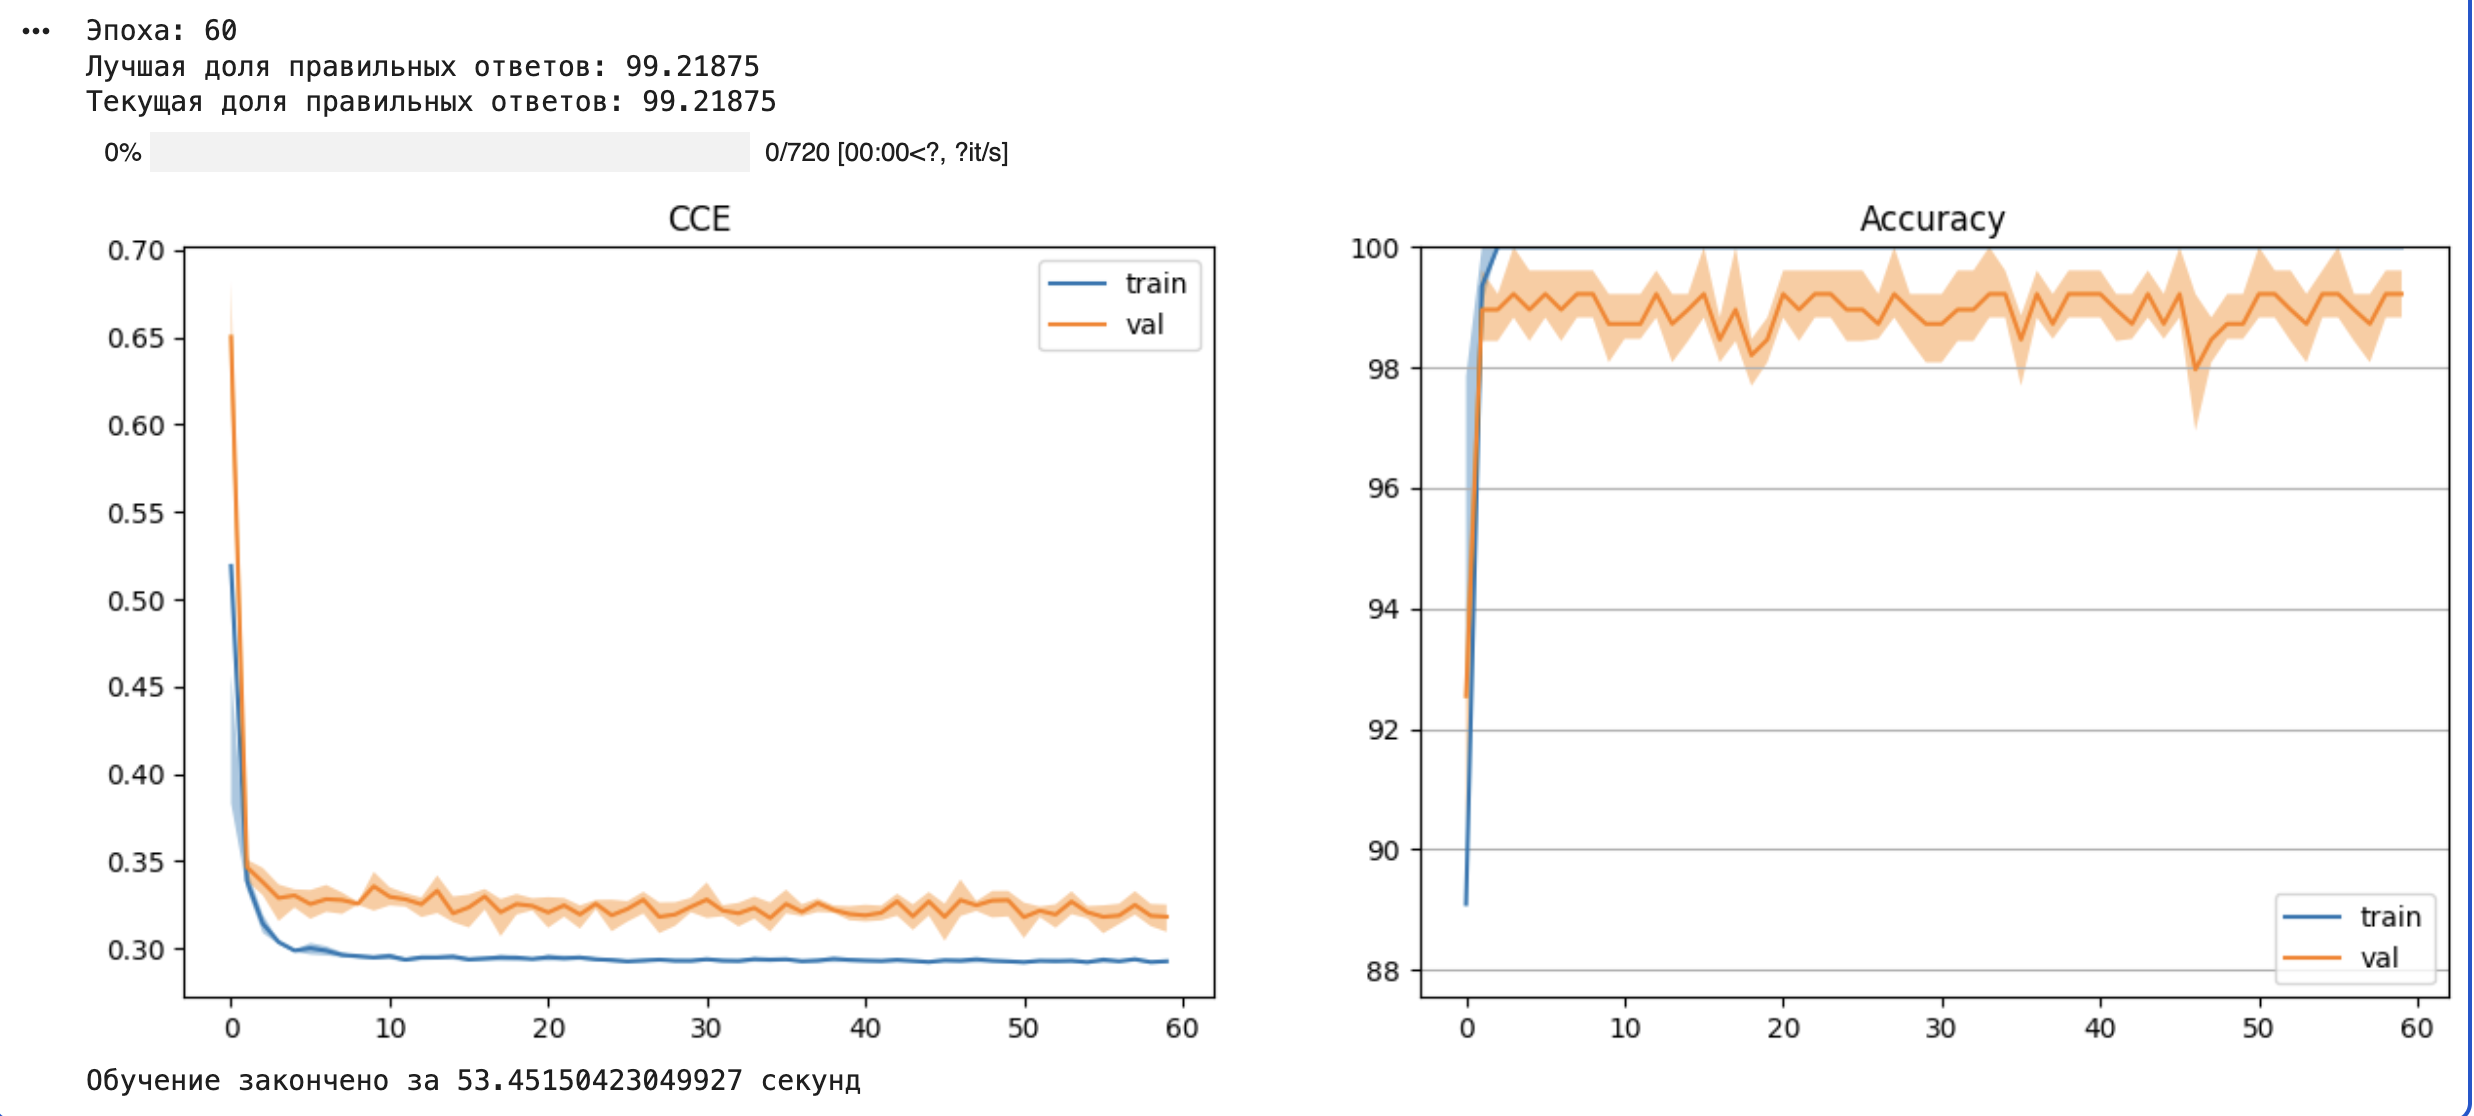 Эпоха: 60
Лучшая доля правильных ответов: 99.21875
Текущая доля правильных ответов: 99.21875
0% 0/720 [00:00<?, ?it/s]
CCE
0.70
0.65
0.60
0.55
0.50
0.45
0.40
0.35
0.30
0 10 20 30 40 50 60
train
val
Accuracy
100
98
96
94
92
90
88
0 10 20 30 40 50 60
train
val
Обучение закончено за 53.45150423049927 секунд